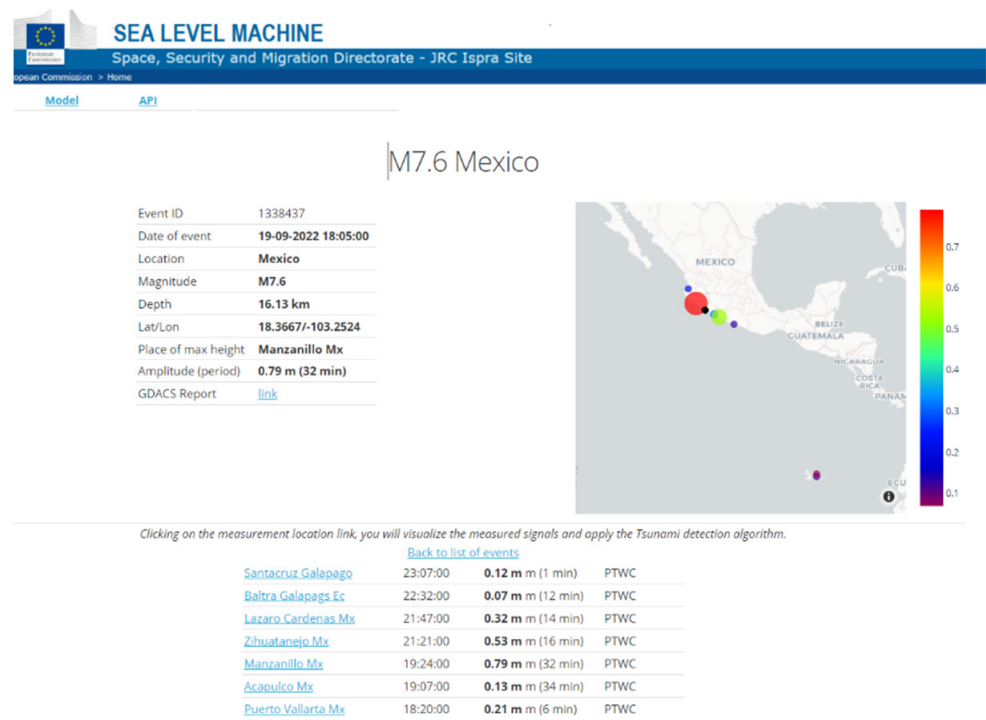 SEA LEVEL MACHINE
European
Commission
Space, Security and Migration Directorate - JRC Ispra Site
opean Commission > Home
Model API
M7.6 Mexico
Event ID 1338437
Date of event 19-09-2022 18:05:00
Location Mexico
Magnitude M7.6
Depth 16.13 km
Lat/Lon 18.3667/-103.2524
Place of max height Manzanillo Mx
Amplitude (period) 0.79 m (32 min)
GDACS Report link
MEXICO
CUBA
BELIZE
GUATEMALA
NICARAGUA
COSTA
RICA
PANAM
ECU
0.7
0.6
0.5
0.4
0.3
0.2
0.1
Clicking on the measurement location link, you will visualize the measured signals and apply the Tsunami detection algorithm.
Back to list of events
Santacruz Galapago 23:07:00 0.12 m m (1 min) PTWC
Baltra Galapags Ec 22:32:00 0.07 m m (12 min) PTWC
Lazaro Cardenas Mx 21:47:00 0.32 m m (14 min) PTWC
Zihuatanejo Mx 21:21:00 0.53 m m (16 min) PTWC
Manzanillo Mx 19:24:00 0.79 m m (32 min) PTWC
Acapulco Mx 19:07:00 0.13 m m (34 min) PTWC
Puerto Vallarta Mx 18:20:00 0.21 m m (6 min) PTWC